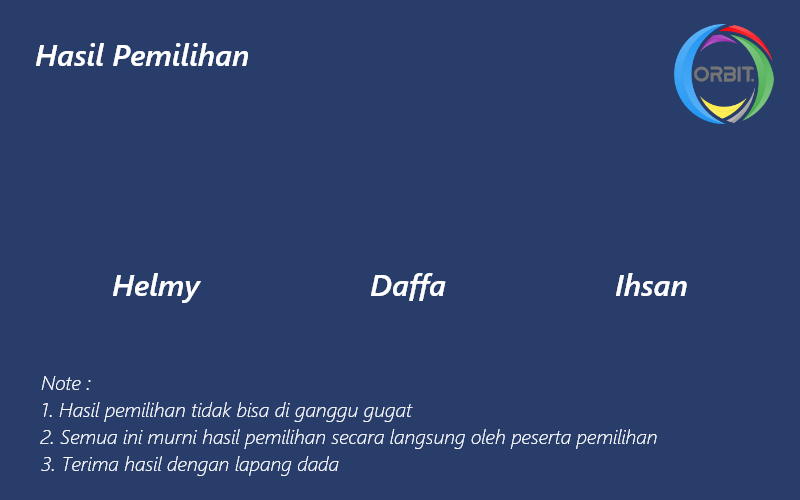 Hasil Pemilihan
ORBIT.
Helmy Daffa Ihsan
Note :
1. Hasil pemilihan tidak bisa di ganggu gugat
2. Semua ini murni hasil pemilihan secara langsung oleh peserta pemilihan
3. Terima hasil dengan lapang dada